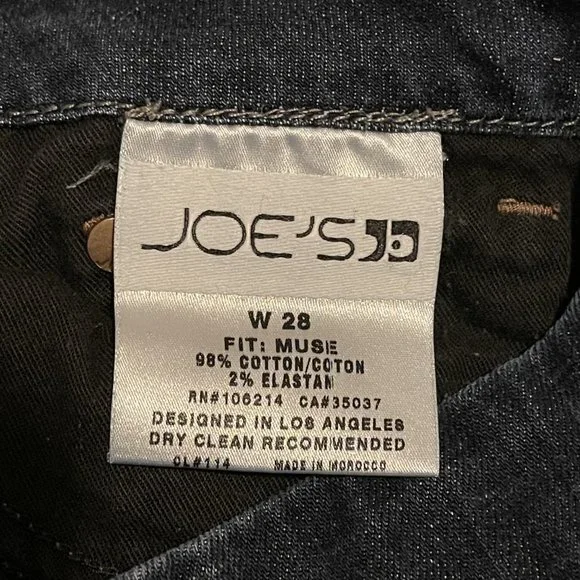 JOE'S
W 28
FIT: MUSE
98% COTTON/COTON
2% ELASTAN
RN#106214 CA#35037
DESIGNED IN LOS ANGELES
DRY CLEAN RECOMMENDED
CL#114 MADE IN MOROCCO